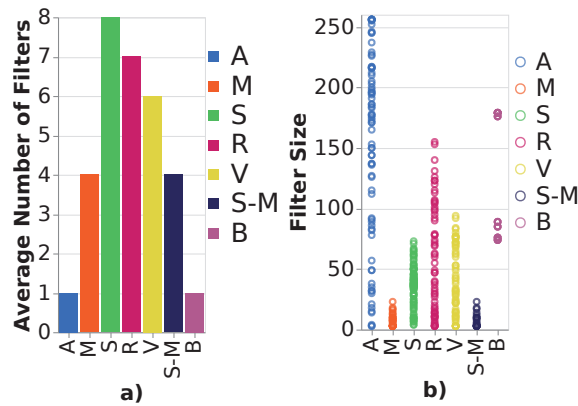 Average Number of Filters
8
7
6
5
4
3
2
1
0
A
M
S
R
V
S-M
B
A
M
S
R
V
S-M
B
a)
Filter Size
250
200
150
100
50
0
A
M
S
R
V
S-M
B
A
M
S
R
V
S-M
B
b)